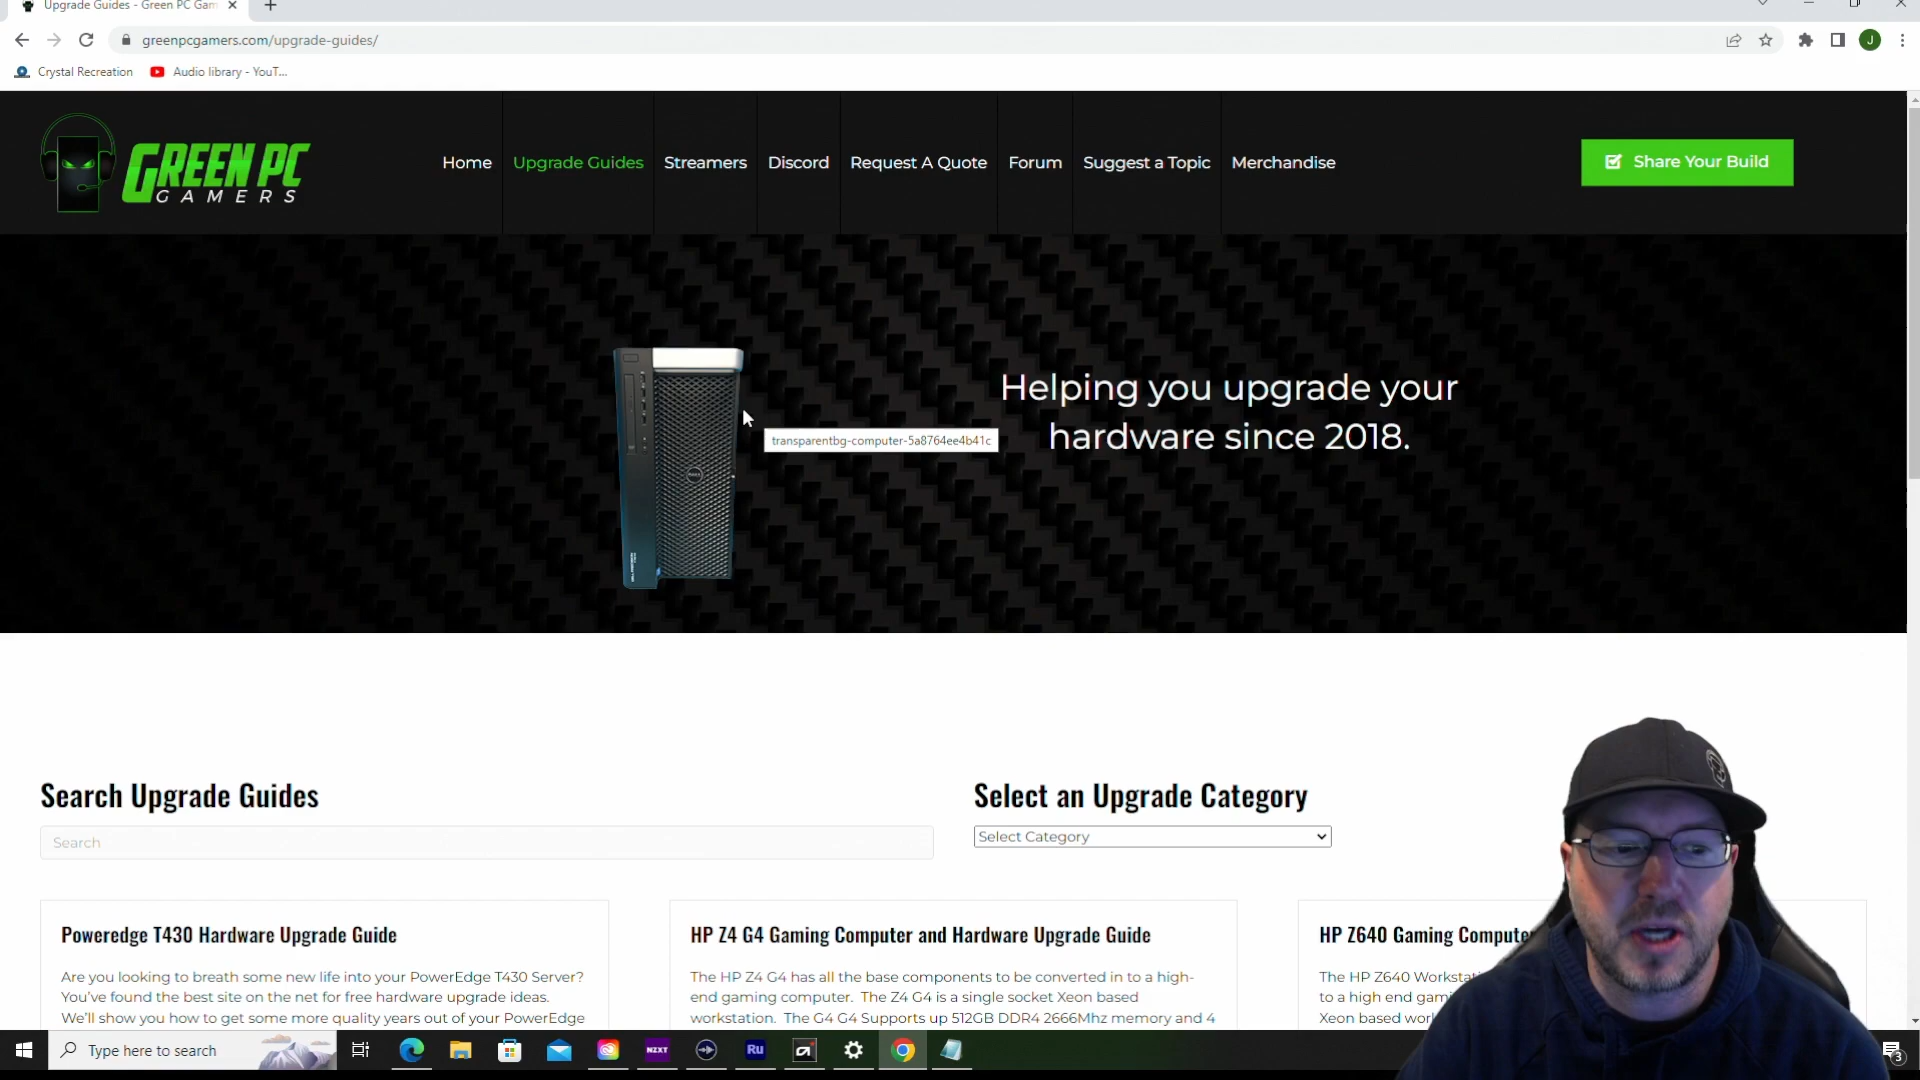 Upgrade Guides - Green PC Gam
greenpcgamers.com/upgrade-guides/
J
Crystal Recreation
Audio library - YouT...
GREEN PC
GAMERS
Home
Upgrade Guides
Streamers
Discord
Request A Quote
Forum
Suggest a Topic
Merchandise
Share Your Build
Helping you upgrade your
hardware since 2018.
transparentbg-computer-5a8764ee4b41c
Search Upgrade Guides
Search
Select an Upgrade Category
Select Category
Poweredge T430 Hardware Upgrade Guide
Are you looking to breath some new life into your PowerEdge T430 Server?
You've found the best site on the net for free hardware upgrade ideas.
We'll show you how to get some more quality years out of your PowerEdge
HP Z4 G4 Gaming Computer and Hardware Upgrade Guide
The HP Z4 G4 has all the base components to be converted in to a high-
end gaming computer. The Z4 G4 is a single socket Xeon based
workstation. The G4 G4 Supports up 512GB DDR4 2666Mhz memory and 4
HP Z640 Gaming Compute
The HP Z640 Workstati
to a high end gami
Xeon based work
Type here to search
NZXT
Ru
3